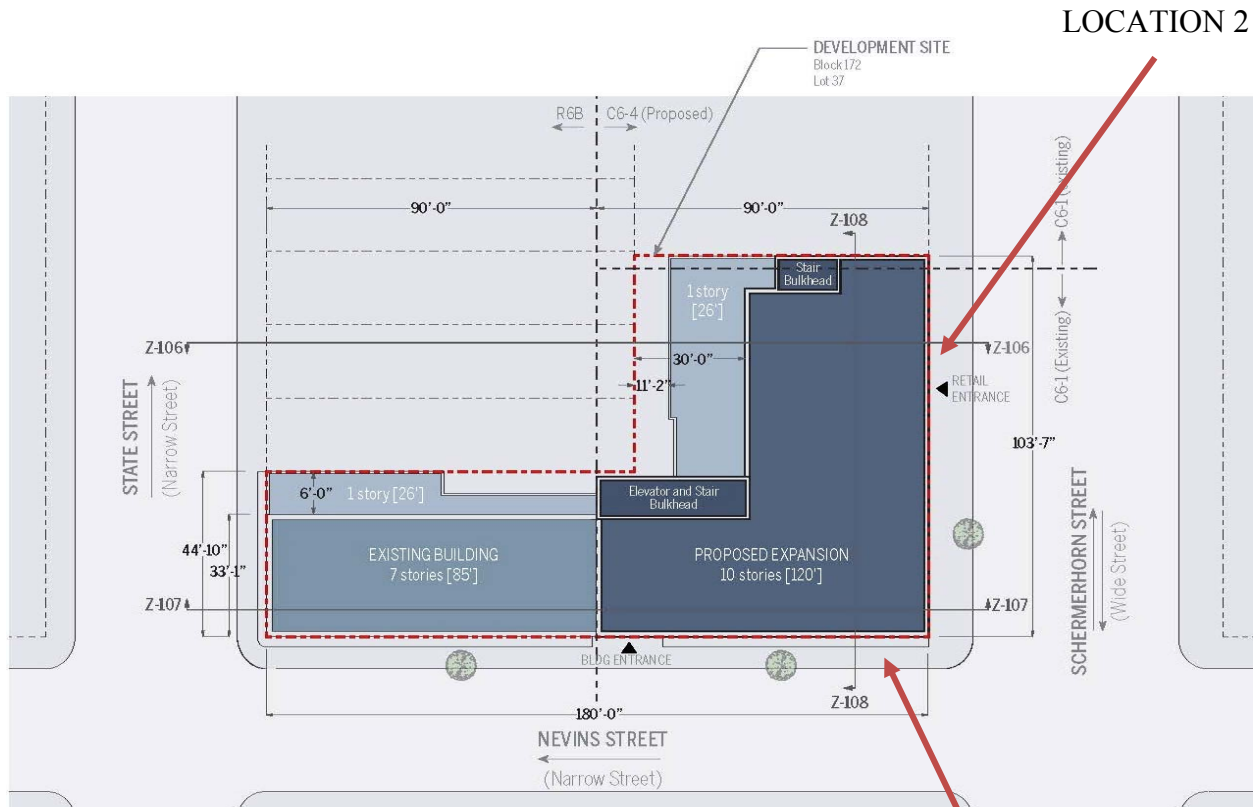 LOCATION 2
DEVELOPMENT SITE
Block 172
Lot 37
R6B
C6-4 (Proposed)
C6-1 (existing)
C6-1 (Existing)
90'-0"
90'-0"
Z-108
Stair
Bulkhead
1 story
[26']
Z-106
Z-106
30'-0"
11'-2"
RETAIL
ENTRANCE
STATE STREET
(Narrow Street)
103'-7"
6'-0"
1 story [26']
Elevator and Stair
Bulkhead
44'-10"
33'-1"
EXISTING BUILDING
7 stories [85']
PROPOSED EXPANSION
10 stories [120']
SCHERMERHORN STREET
(Wide Street)
Z-107
Z-107
BLDG ENTRANCE
Z-108
180'-0"
NEVINS STREET
(Narrow Street)